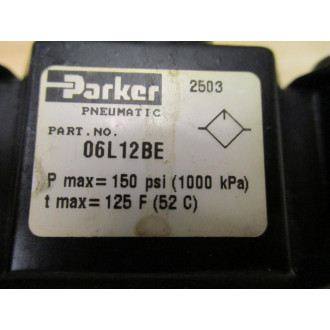 Parker
2503
PNEUMATIC
PART.NO.
06L12BE
P max= 150 psi (1000 kPa)
t max= 125 F (52 C)